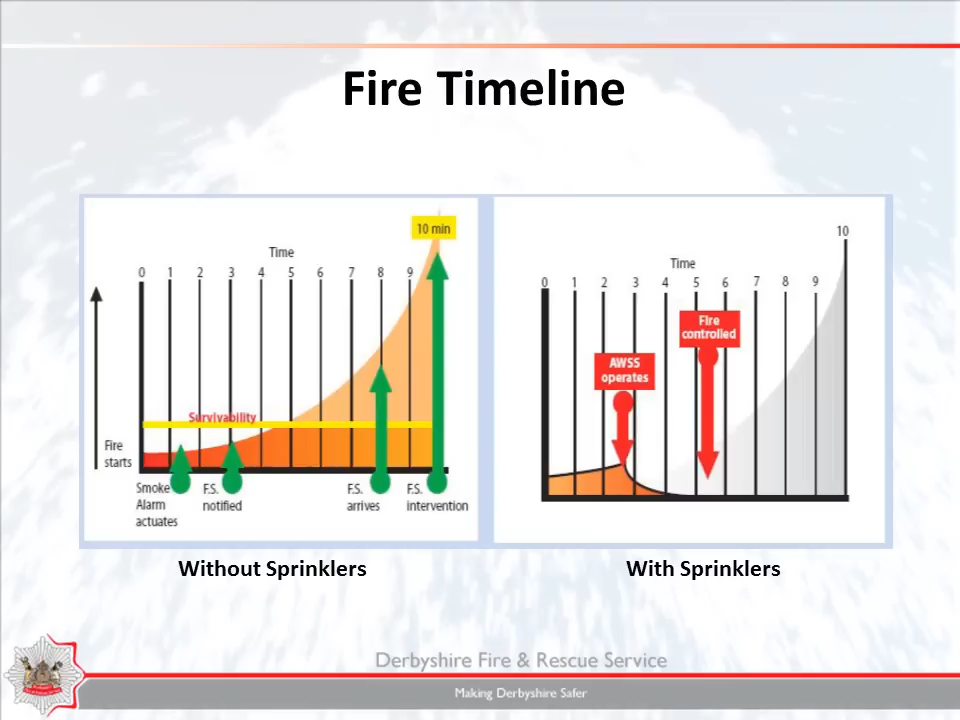 Fire Timeline
10 min
Time
0 1 2 3 4 5 6 7 8 9
Survivability
Fire
starts
Smoke
Alarm
actuates
F.S.
notified
F.S.
arrives
F.S.
intervention
10
Time
0 1 2 3 4 5 6 7 8 9
Fire
controlled
AWSS
operates
Without Sprinklers
With Sprinklers
Derbyshire Fire & Rescue Service
Making Derbyshire Safer